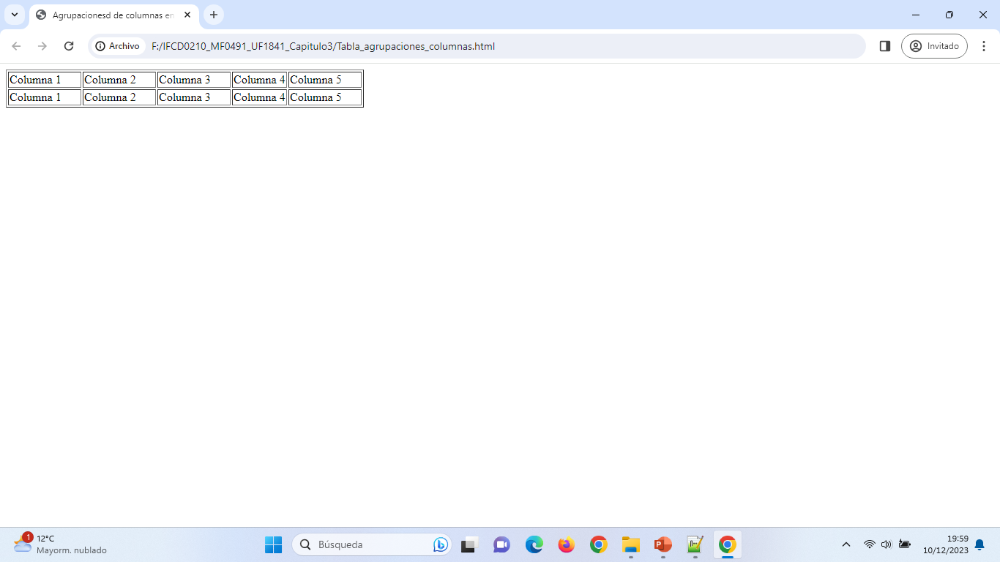 Agrupacionesd de columnas en
Archivo
F:/IFCD0210_MF0491_UF1841_Capitulo3/Tabla_agrupaciones_columnas.html
Invitado
Columna 1 Columna 2 Columna 3 Columna 4 Columna 5
Columna 1 Columna 2 Columna 3 Columna 4 Columna 5
1
12°C
Mayorm. nublado
Búsqueda
19:59
10/12/2023